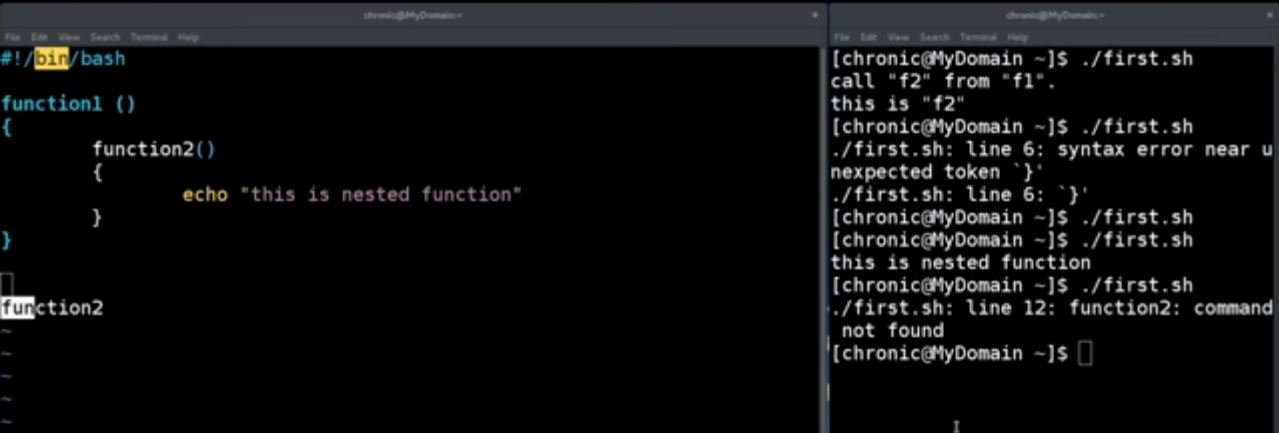 chronic@MyDomain:~
File Edit View Search Terminal Help
#!/bin/bash
function1 ()
{
function2()
{
echo "this is nested function"
}
}
function2
~
~
~
~
~
chronic@MyDomain:~
File Edit View Search Terminal Help
[chronic@MyDomain ~]$ ./first.sh
call "f2" from "f1".
this is "f2"
[chronic@MyDomain ~]$ ./first.sh
./first.sh: line 6: syntax error near u
nexpected token `}'
./first.sh: line 6: `}'
[chronic@MyDomain ~]$ ./first.sh
[chronic@MyDomain ~]$ ./first.sh
this is nested function
[chronic@MyDomain ~]$ ./first.sh
./first.sh: line 12: function2: command
not found
[chronic@MyDomain ~]$